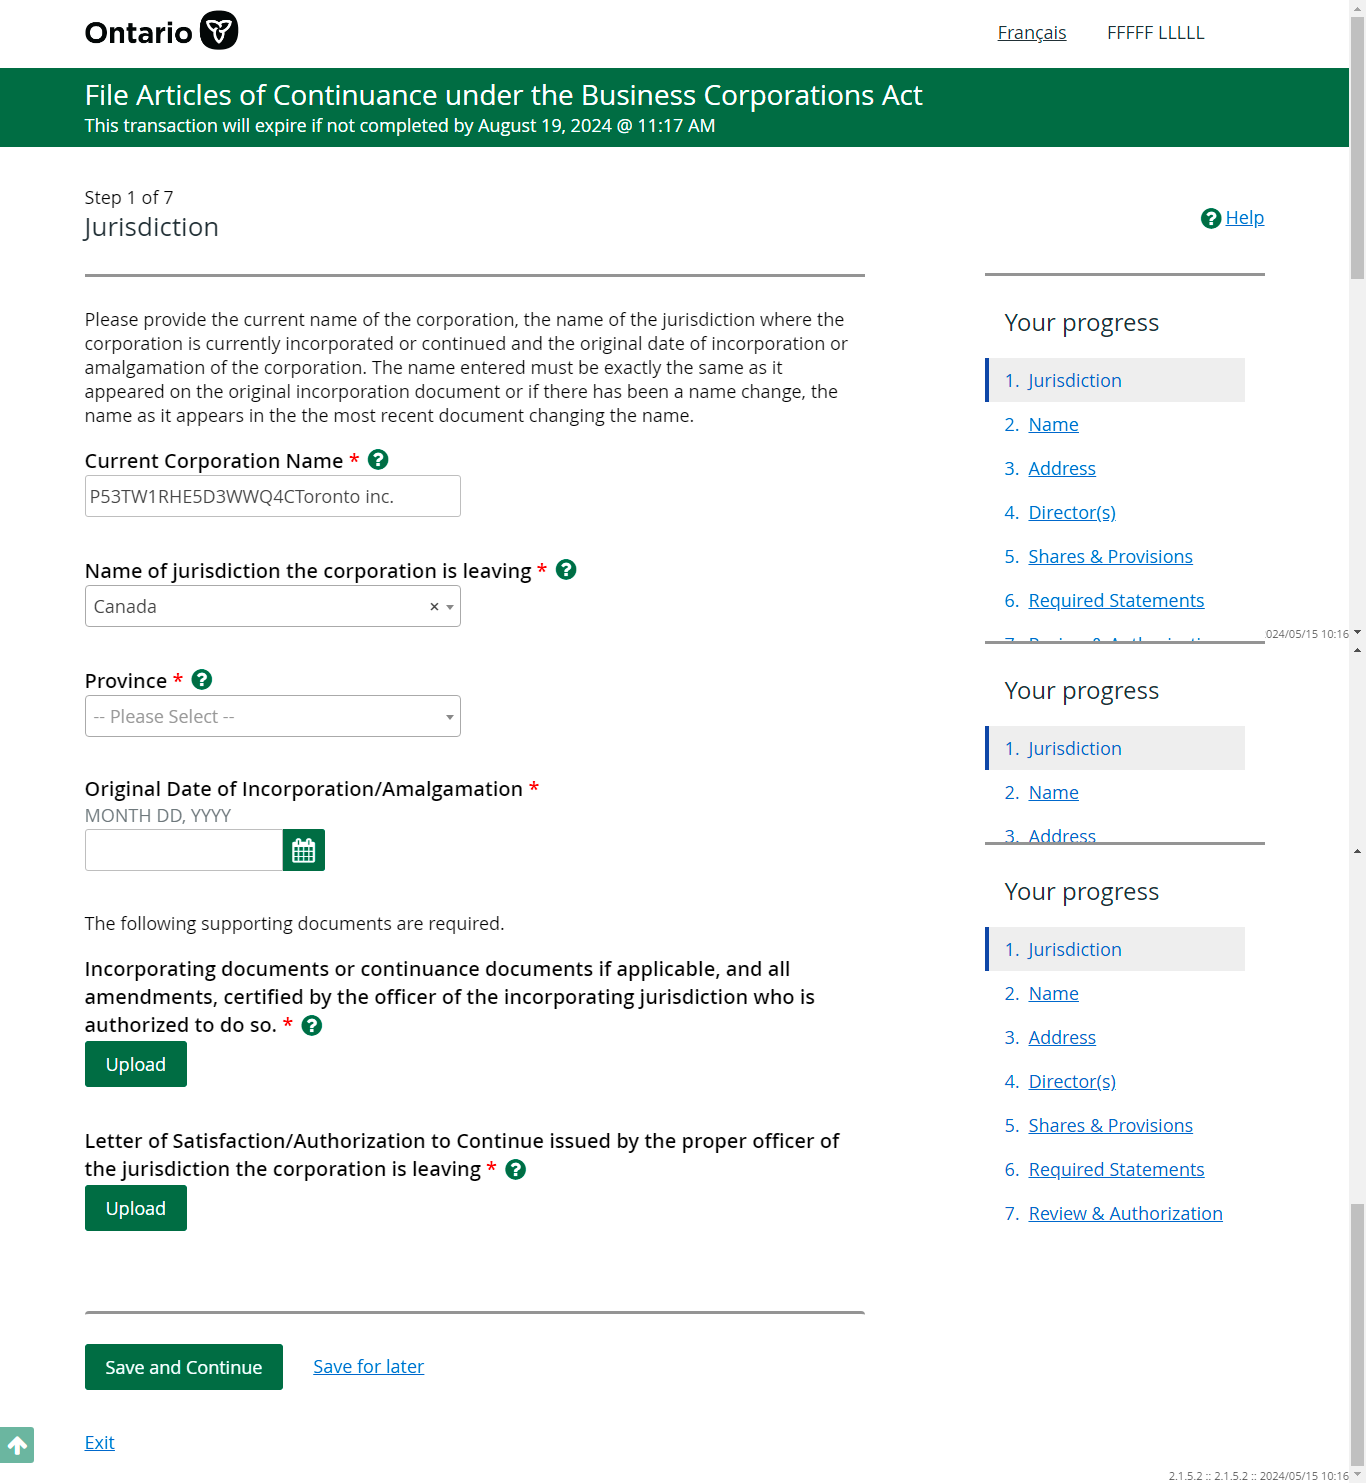 Ontario
Français
FFFFF LLLLL
File Articles of Continuance under the Business Corporations Act
This transaction will expire if not completed by August 19, 2024 @ 11:17 AM
Step 1 of 7
Jurisdiction
Help
Please provide the current name of the corporation, the name of the jurisdiction where the
corporation is currently incorporated or continued and the original date of incorporation or
amalgamation of the corporation. The name entered must be exactly the same as it
appeared on the original incorporation document or if there has been a name change, the
name as it appears in the the most recent document changing the name.
Current Corporation Name *
P53TW1RHE5D3WWQ4CToronto inc.
Name of jurisdiction the corporation is leaving *
Canada
Province *
-- Please Select --
Original Date of Incorporation/Amalgamation *
MONTH DD, YYYY
The following supporting documents are required.
Incorporating documents or continuance documents if applicable, and all
amendments, certified by the officer of the incorporating jurisdiction who is
authorized to do so. *
Upload
Letter of Satisfaction/Authorization to Continue issued by the proper officer of
the jurisdiction the corporation is leaving *
Upload
Save and Continue
Save for later
Exit
Your progress
1. Jurisdiction
2. Name
3. Address
4. Director(s)
5. Shares & Provisions
6. Required Statements
024/05/15 10:16
Your progress
1. Jurisdiction
2. Name
3. Address
Your progress
1. Jurisdiction
2. Name
3. Address
4. Director(s)
5. Shares & Provisions
6. Required Statements
7. Review & Authorization
2.1.5.2 :: 2.1.5.2 :: 2024/05/15 10:16